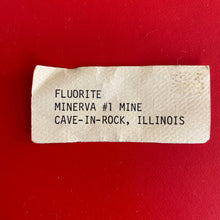 FLUORITE
MINERVA #1 MINE
CAVE-IN-ROCK, ILLINOIS